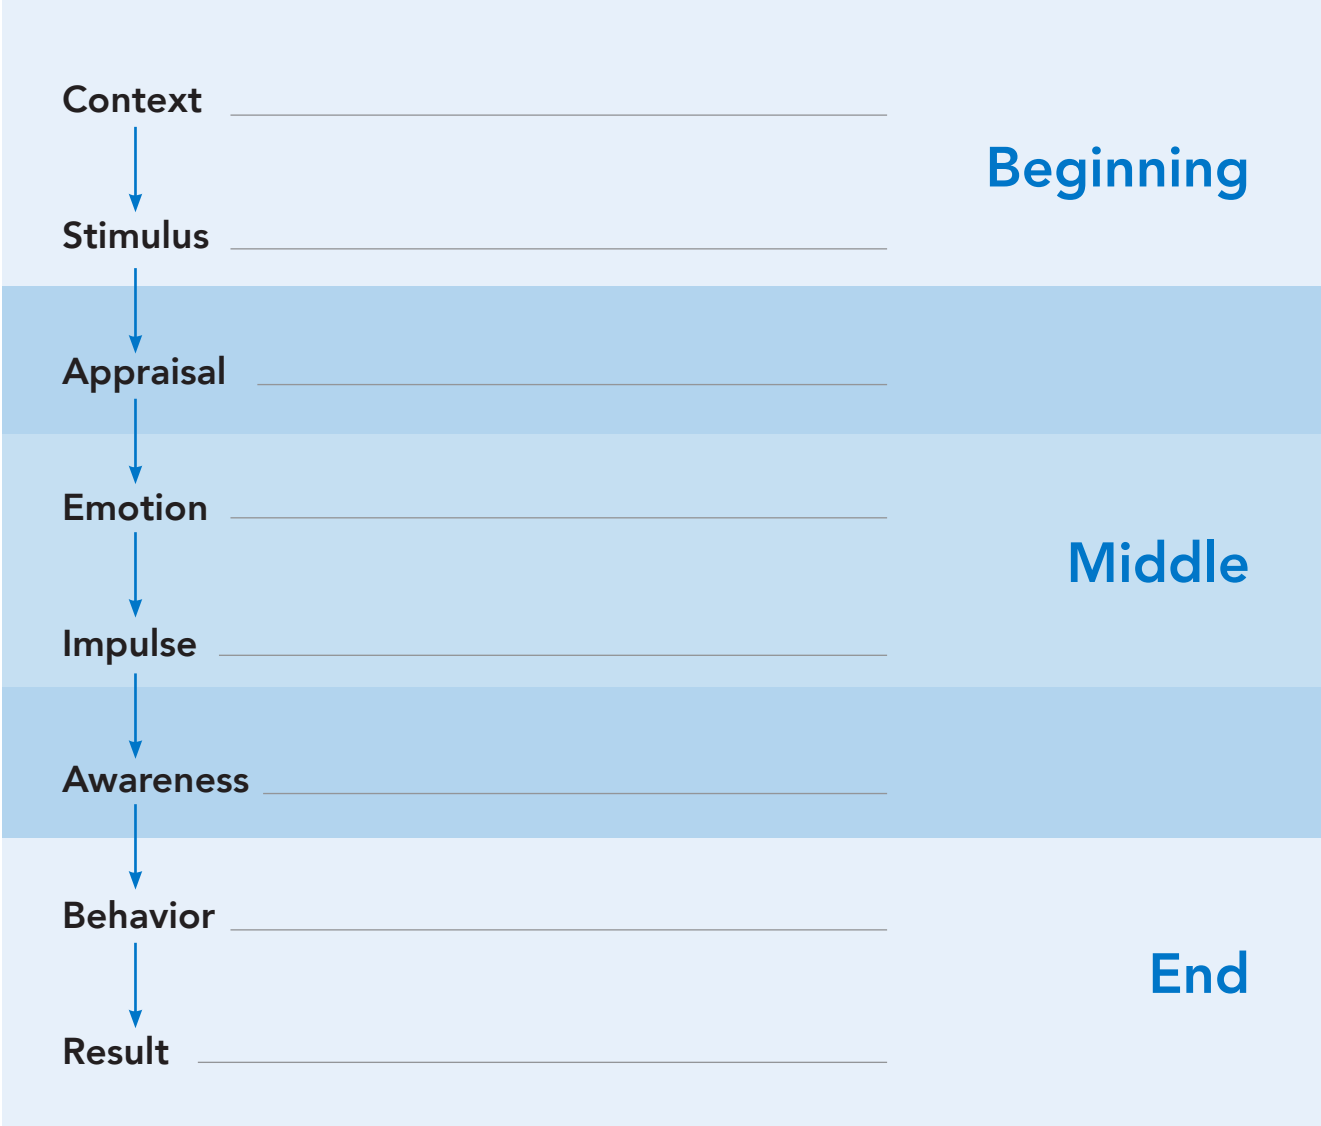 Context
Beginning
Stimulus
Appraisal
Emotion
Middle
Impulse
Awareness
Behavior
End
Result